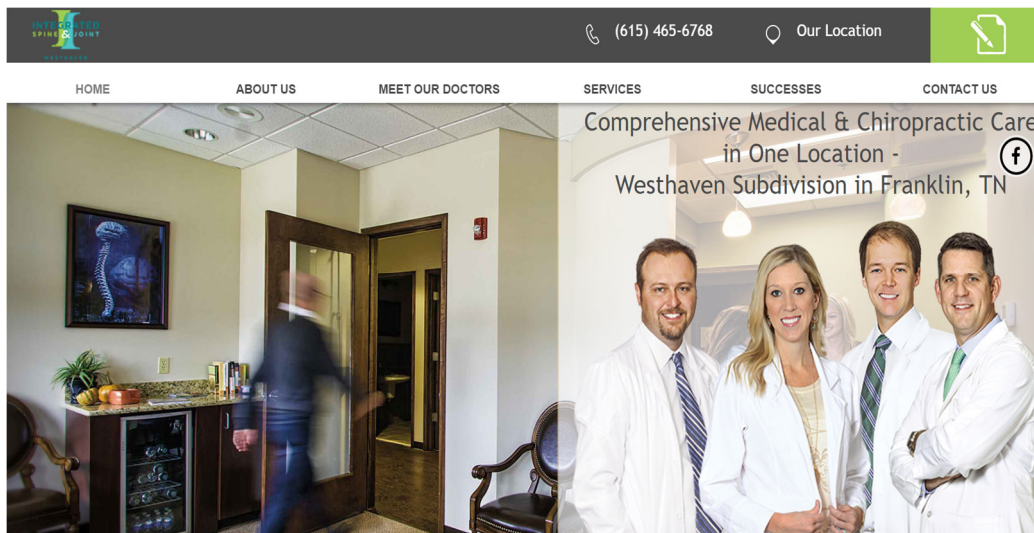 INTEGRATED
SPINE & JOINT
WESTHAVEN
(615) 465-6768
Our Location
HOME
ABOUT US
MEET OUR DOCTORS
SERVICES
SUCCESSES
CONTACT US
Comprehensive Medical & Chiropractic Care
in One Location -
Westhaven Subdivision in Franklin, TN
f